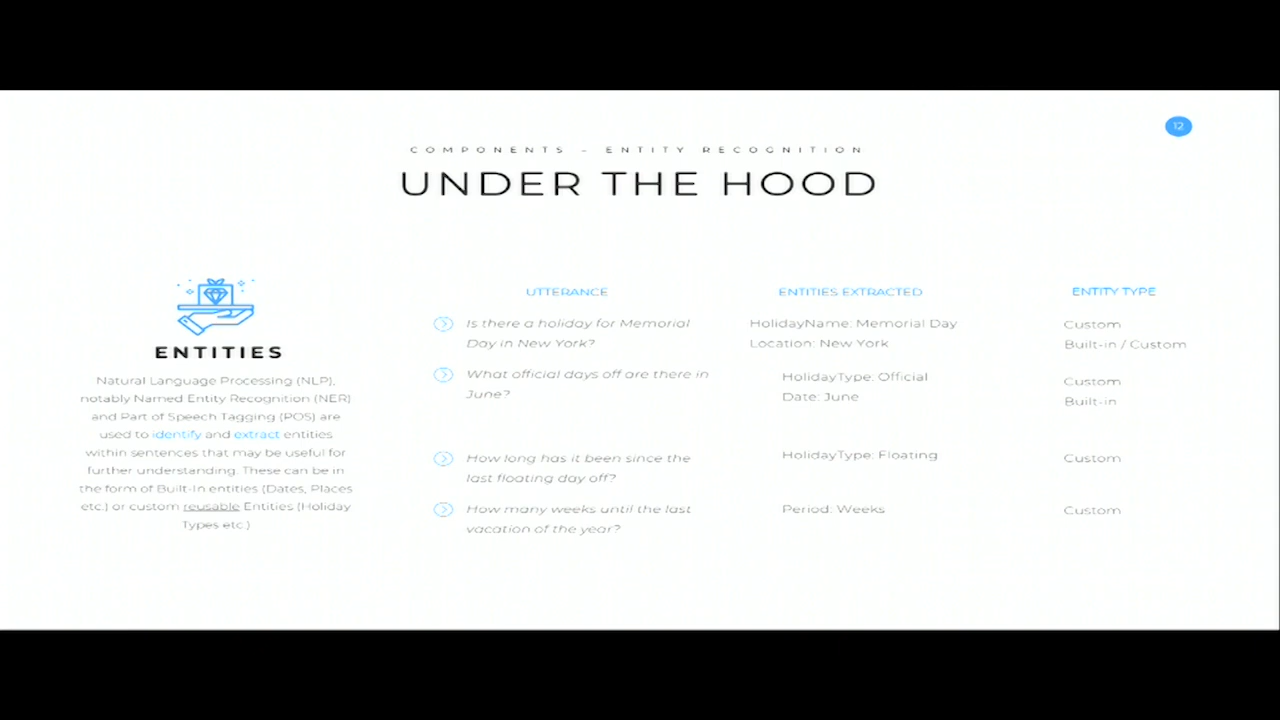 12
COMPONENTS - ENTITY RECOGNITION
UNDER THE HOOD
ENTITIES
Natural Language Processing (NLP),
notably Named Entity Recognition (NER)
and Part of Speech Tagging (POS) are
used to identify and extract entities
within sentences that may be useful for
further understanding. These can be in
the form of Built-In entities (Dates, Places
etc.) or custom reusable Entities (Holiday
Types etc.)
UTTERANCE
Is there a holiday for Memorial
Day in New York?
What official days off are there in
June?
How long has it been since the
last floating day off?
How many weeks until the last
vacation of the year?
ENTITIES EXTRACTED
HolidayName: Memorial Day
Location: New York
HolidayType: Official
Date: June
HolidayType: Floating
Period: Weeks
ENTITY TYPE
Custom
Built-in / Custom
Custom
Built-in
Custom
Custom